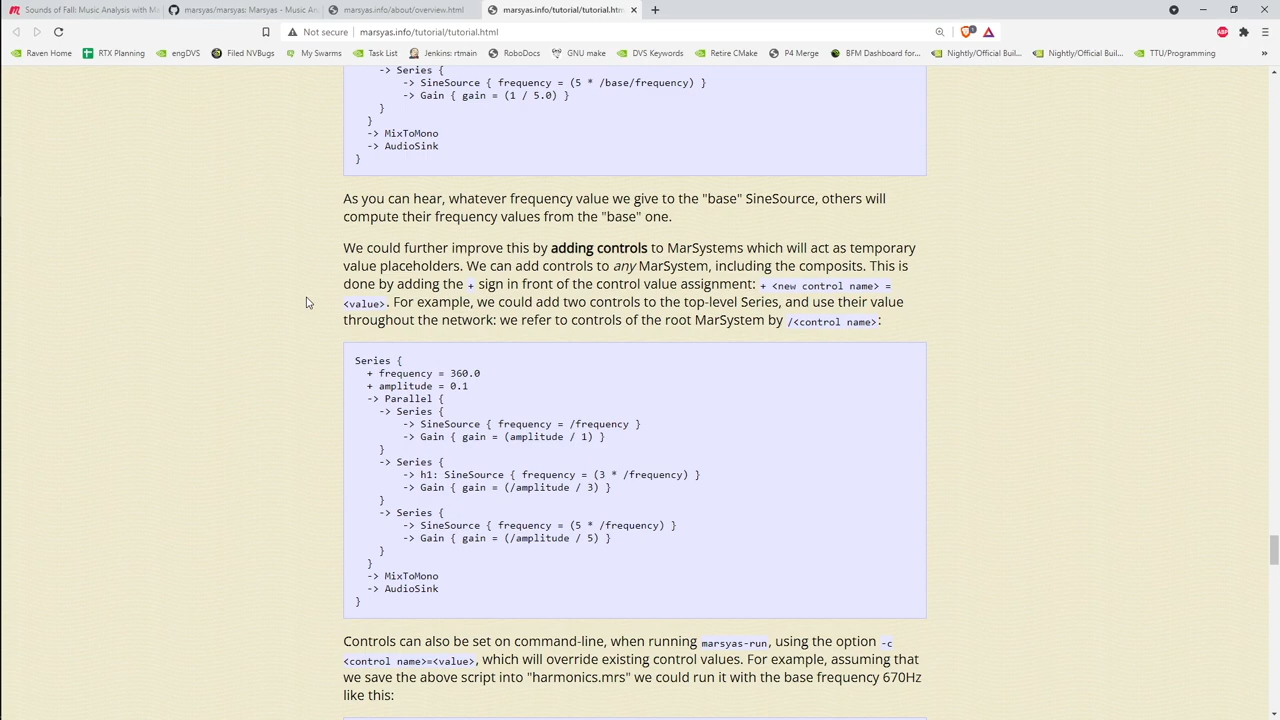 Sounds of Fall: Music Analysis with Me
marsyas/marsyas: Marsyas - Music An
marsyas.info/about/overview.html
marsyas.info/tutorial/tutorial.htm
Not secure
marsyas.info/tutorial/tutorial.html
Raven Home
RTX Planning
engDVS
Filed NVBugs
My Swarms
Task List
Jenkins: rtmain
RoboDocs
GNU make
DVS Keywords
Retire CMake
P4 Merge
BFM Dashboard for...
Nightly/Official Buil...
Nightly/Official Buil...
TTU/Programming
-> Series {
-> SineSource { frequency = (5 * /base/frequency) }
-> Gain { gain = (1 / 5.0) }
}
}
-> MixToMono
-> AudioSink
}
As you can hear, whatever frequency value we give to the "base" SineSource, others will
compute their frequency values from the "base" one.
We could further improve this by adding controls to MarSystems which will act as temporary
value placeholders. We can add controls to any MarSystem, including the composits. This is
done by adding the + sign in front of the control value assignment: + <new control name> =
<value>. For example, we could add two controls to the top-level Series, and use their value
throughout the network: we refer to controls of the root MarSystem by /<control name>:
Series {
+ frequency = 360.0
+ amplitude = 0.1
-> Parallel {
-> Series {
-> SineSource { frequency = /frequency }
-> Gain { gain = (amplitude / 1) }
}
-> Series {
-> h1: SineSource { frequency = (3 * /frequency) }
-> Gain { gain = (/amplitude / 3) }
}
-> Series {
-> SineSource { frequency = (5 * /frequency) }
-> Gain { gain = (/amplitude / 5) }
}
}
-> MixToMono
-> AudioSink
}
Controls can also be set on command-line, when running marsyas-run, using the option -c
<control name>=<value>, which will override existing control values. For example, assuming that
we save the above script into "harmonics.mrs" we could run it with the base frequency 670Hz
like this: